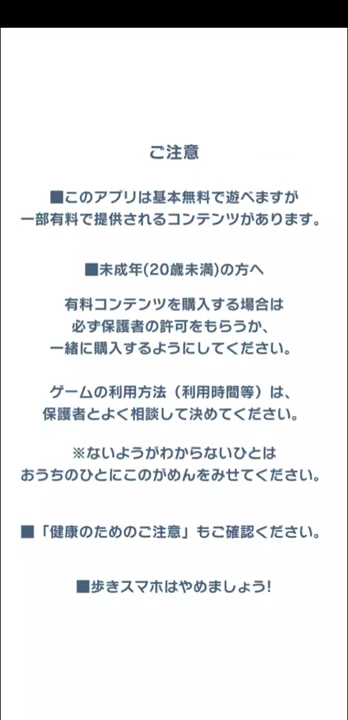 ご注意
■このアプリは基本無料で遊べますが
一部有料で提供されるコンテンツがあります。
■未成年(20歳未満)の方へ
有料コンテンツを購入する場合は
必ず保護者の許可をもらうか、
一緒に購入するようにしてください。
ゲームの利用方法（利用時間等）は、
保護者とよく相談して決めてください。
※ないようがわからないひとは
おうちのひとにこのがめんをみせてください。
■「健康のためのご注意」もご確認ください。
■歩きスマホはやめましょう!